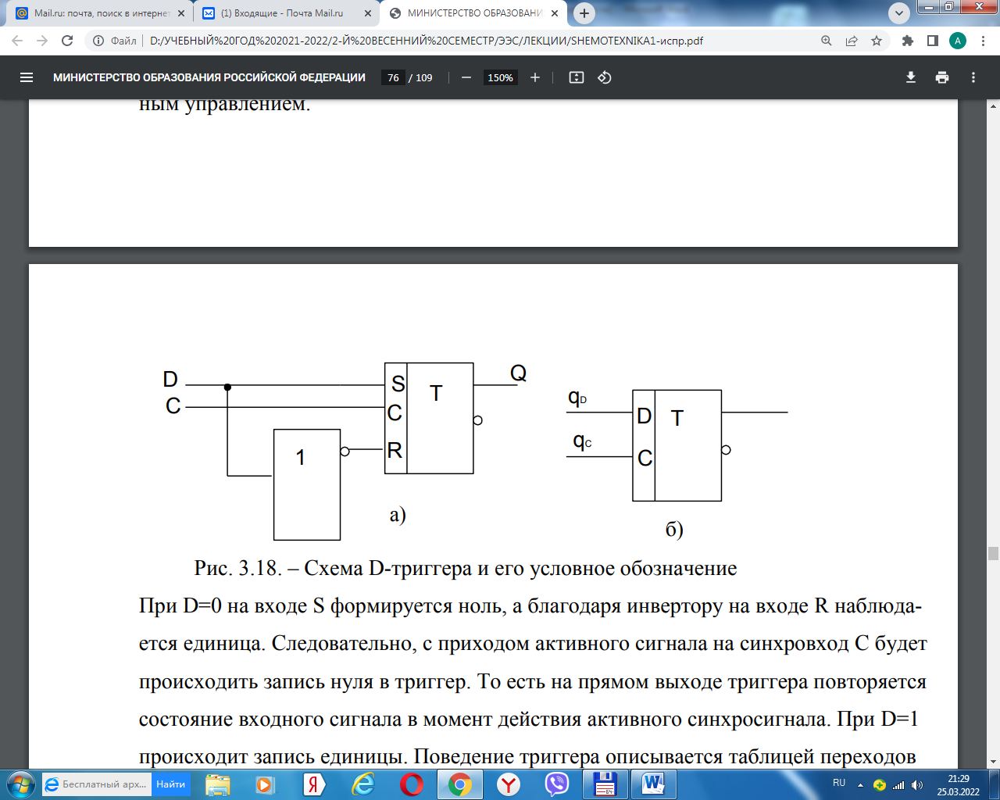 Mail.ru: почта, поиск в интернет
(1) Входящие - Почта Mail.ru
МИНИСТЕРСТВО ОБРАЗОВАНИ
Файл
D:/УЧЕБНЫЙ%20ГОД%202021-2022/2-Й%20ВЕСЕННИЙ%20СЕМЕСТР/ЭЭС/ЛЕКЦИИ/SHEMOTEXNIKA1-испр.pdf
A
МИНИСТЕРСТВО ОБРАЗОВАНИЯ РОССИЙСКОЙ ФЕДЕРАЦИИ
76 / 109
150%
ным управлением.
D
C
S
C
R
T
Q
1
а)
qD
qC
D
C
T
б)
Рис. 3.18. – Схема D-триггера и его условное обозначение
При D=0 на входе S формируется ноль, а благодаря инвертору на входе R наблюда-
ется единица. Следовательно, с приходом активного сигнала на синхровход С будет
происходить запись нуля в триггер. То есть на прямом выходе триггера повторяется
состояние входного сигнала в момент действия активного синхросигнала. При D=1
происходит запись единицы. Поведение триггера описывается таблицей переходов
Бесплатный арх...
Найти
RU
21:29
25.03.2022